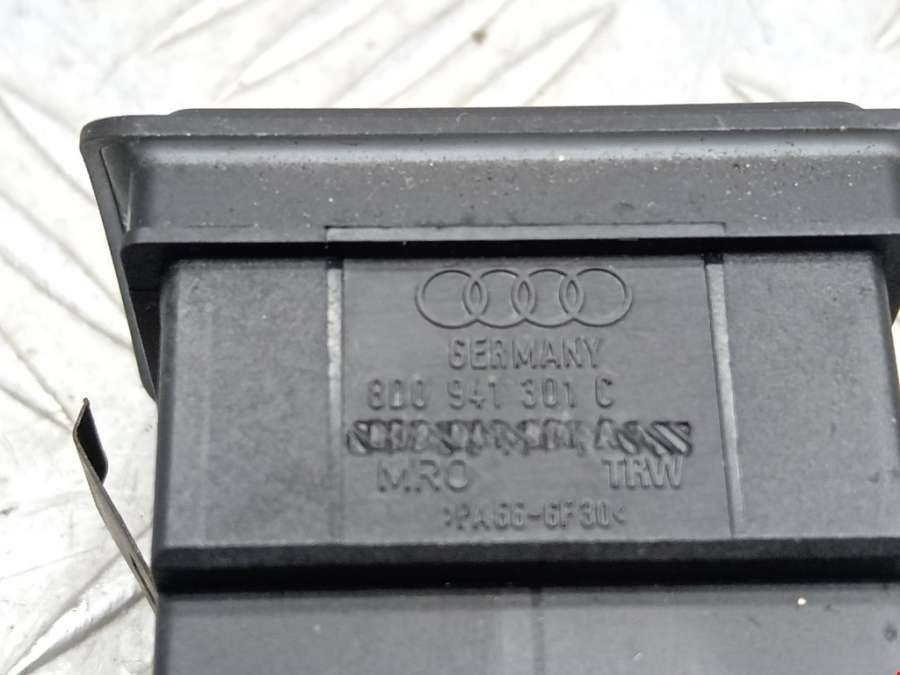 GERMANY
8D0 941 301 C
MRO TRW
>PA66-GF30<